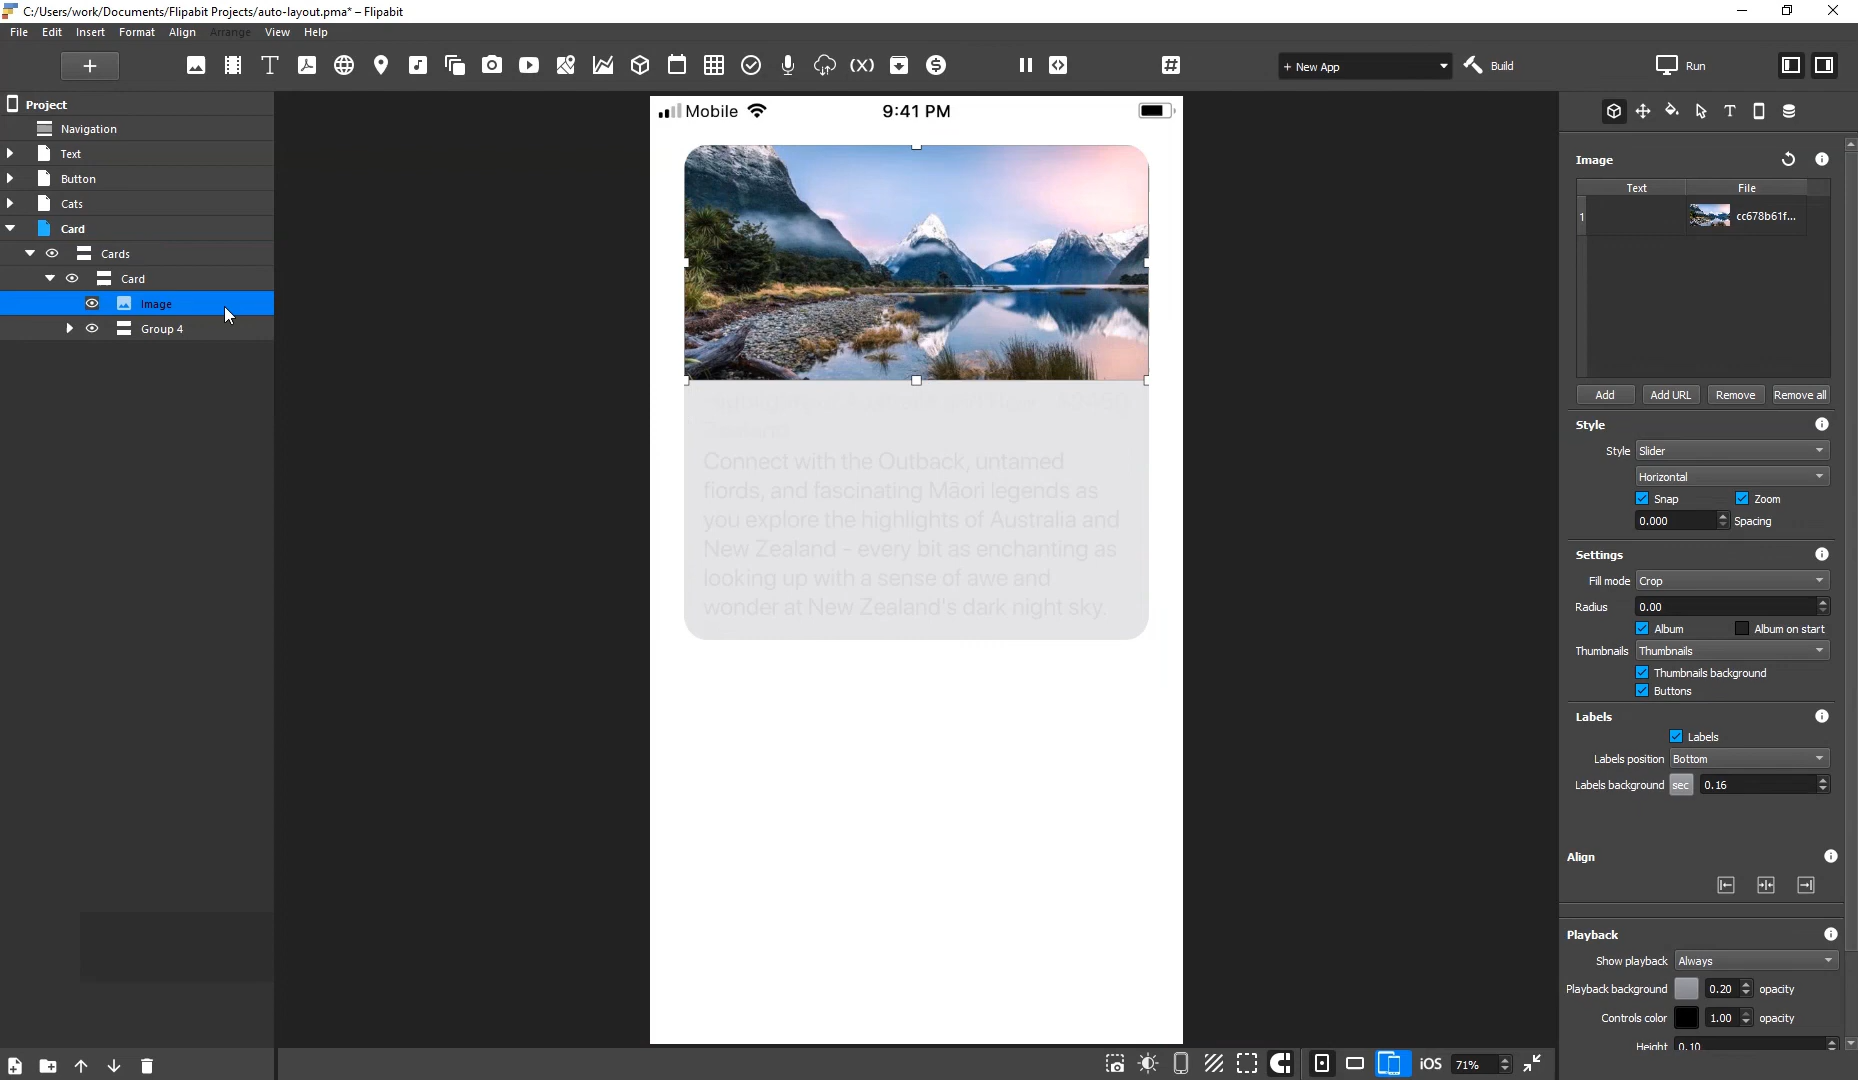 C:/Users/work/Documents/Flipabit Projects/auto-layout.pma* – Flipabit
File Edit Insert Format Align Arrange View Help
+ New App
Build
Run
Project
Navigation
Text
Button
Cats
Card
Cards
Card
Image
Group 4
Mobile 9:41 PM
Connect with the Outback, untamed
fiords, and fascinating Māori legends as
you explore the highlights of Australia and
New Zealand - every bit as enchanting as
looking up with a sense of awe and
wonder at New Zealand's dark night sky.
Image
Text File
1 cc678b61f...
Add Add URL Remove Remove all
Style
Style Slider
Horizontal
Snap Zoom
0.000 Spacing
Settings
Fill mode Crop
Radius 0.00
Album Album on start
Thumbnails Thumbnails
Thumbnails background
Buttons
Labels
Labels
Labels position Bottom
Labels background sec 0.16
Align
Playback
Show playback Always
Playback background 0.20 opacity
Controls color 1.00 opacity
Height 0.10
iOS 71%